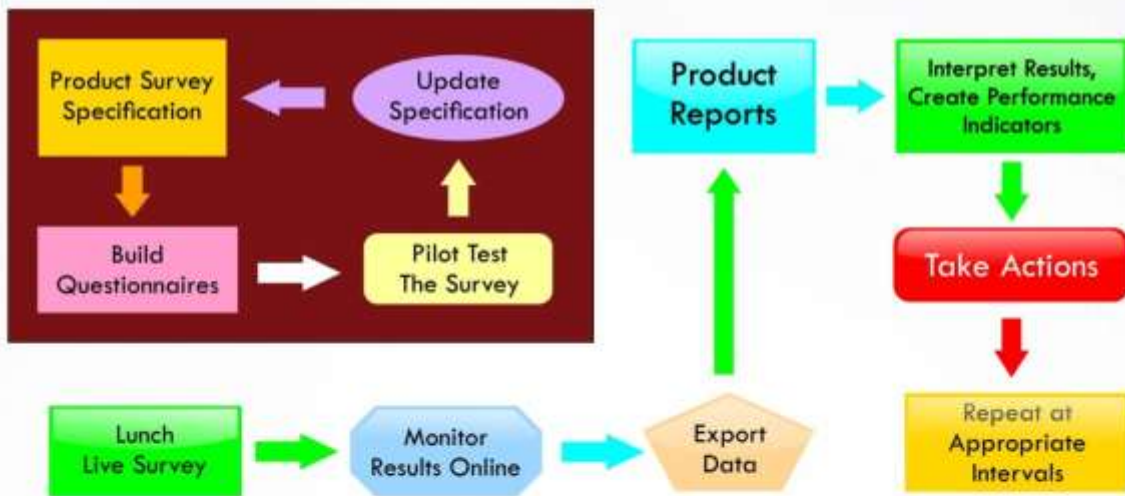 Product Survey
Specification
Update
Specification
Build
Questionnaires
Pilot Test
The Survey
Lunch
Live Survey
Monitor
Results Online
Export
Data
Product
Reports
Interpret Results,
Create Performance
Indicators
Take Actions
Repeat at
Appropriate
Intervals